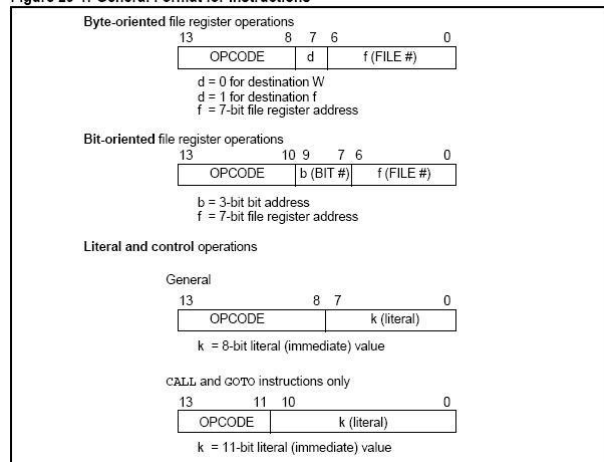 Byte-oriented file register operations
13 8 7 6 0
OPCODE d f (FILE #)
d = 0 for destination W
d = 1 for destination f
f = 7-bit file register address
Bit-oriented file register operations
13 10 9 7 6 0
OPCODE b (BIT #) f (FILE #)
b = 3-bit bit address
f = 7-bit file register address
Literal and control operations
General
13 8 7 0
OPCODE k (literal)
k = 8-bit literal (immediate) value
CALL and GOTO instructions only
13 11 10 0
OPCODE k (literal)
k = 11-bit literal (immediate) value